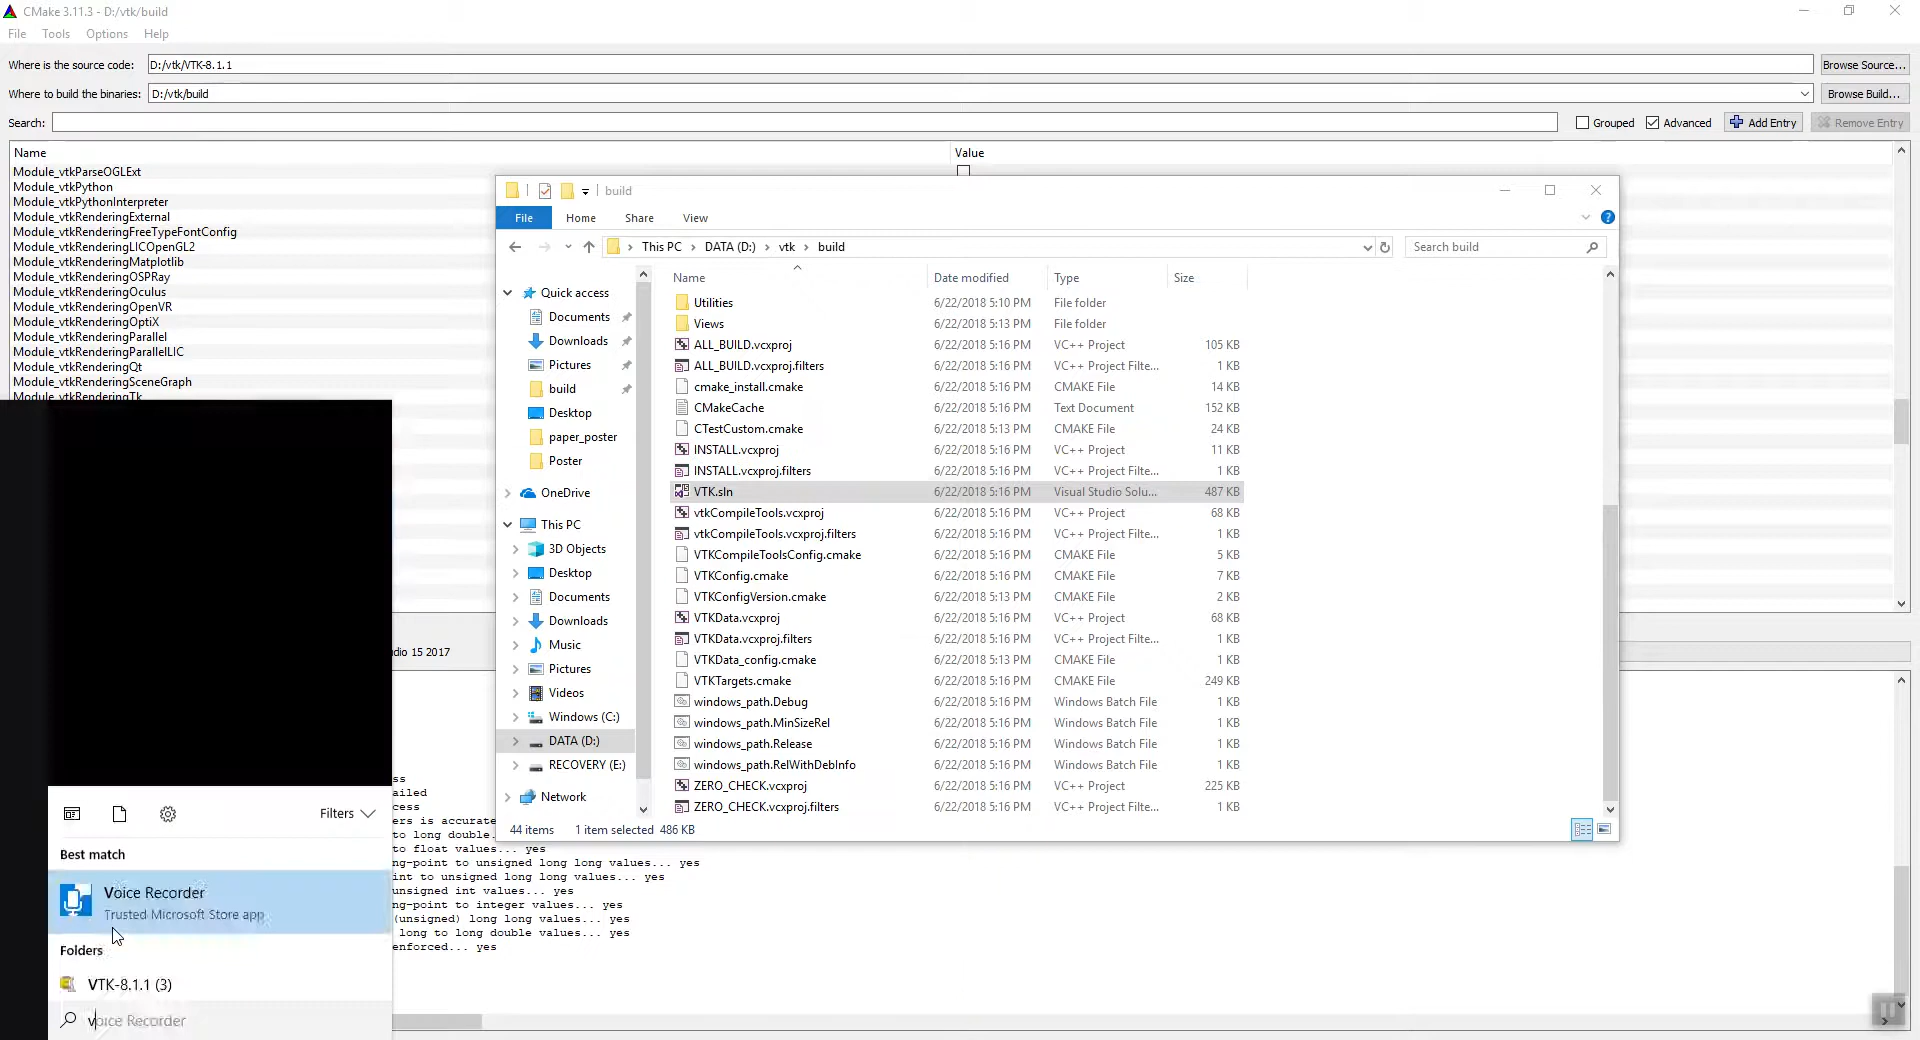 CMake 3.11.3 - D:/vtk/build
File Tools Options Help
Where is the source code: D:/vtk/VTK-8.1.1 Browse Source...
Where to build the binaries: D:/vtk/build Browse Build...
Search: Grouped Advanced Add Entry Remove Entry
Name Value
Module_vtkParseOGLExt
Module_vtkPython
Module_vtkPythonInterpreter
Module_vtkRenderingExternal
Module_vtkRenderingFreeTypeFontConfig
Module_vtkRenderingLICOpenGL2
Module_vtkRenderingMatplotlib
Module_vtkRenderingOSPRay
Module_vtkRenderingOculus
Module_vtkRenderingOpenVR
Module_vtkRenderingOptiX
Module_vtkRenderingParallel
Module_vtkRenderingParallelLIC
Module_vtkRenderingQt
Module_vtkRenderingSceneGraph
Module_vtkRenderingTk
build
File Home Share View
This PC DATA (D:) vtk build Search build
Quick access
Documents
Downloads
Pictures
build
Desktop
paper_poster
Poster
OneDrive
This PC
3D Objects
Desktop
Documents
Downloads
Music
Pictures
Videos
Windows (C:)
DATA (D:)
RECOVERY (E:)
Network
Name Date modified Type Size
Utilities 6/22/2018 5:10 PM File folder
Views 6/22/2018 5:13 PM File folder
ALL_BUILD.vcxproj 6/22/2018 5:16 PM VC++ Project 105 KB
ALL_BUILD.vcxproj.filters 6/22/2018 5:16 PM VC++ Project Filte... 1 KB
cmake_install.cmake 6/22/2018 5:16 PM CMAKE File 14 KB
CMakeCache 6/22/2018 5:16 PM Text Document 152 KB
CTestCustom.cmake 6/22/2018 5:13 PM CMAKE File 24 KB
INSTALL.vcxproj 6/22/2018 5:16 PM VC++ Project 11 KB
INSTALL.vcxproj.filters 6/22/2018 5:16 PM VC++ Project Filte... 1 KB
VTK.sln 6/22/2018 5:16 PM Visual Studio Solu... 487 KB
vtkCompileTools.vcxproj 6/22/2018 5:16 PM VC++ Project 68 KB
vtkCompileTools.vcxproj.filters 6/22/2018 5:16 PM VC++ Project Filte... 1 KB
VTKCompileToolsConfig.cmake 6/22/2018 5:16 PM CMAKE File 5 KB
VTKConfig.cmake 6/22/2018 5:16 PM CMAKE File 7 KB
VTKConfigVersion.cmake 6/22/2018 5:13 PM CMAKE File 2 KB
VTKData.vcxproj 6/22/2018 5:16 PM VC++ Project 68 KB
VTKData.vcxproj.filters 6/22/2018 5:16 PM VC++ Project Filte... 1 KB
VTKData_config.cmake 6/22/2018 5:13 PM CMAKE File 1 KB
VTKTargets.cmake 6/22/2018 5:16 PM CMAKE File 249 KB
windows_path.Debug 6/22/2018 5:16 PM Windows Batch File 1 KB
windows_path.MinSizeRel 6/22/2018 5:16 PM Windows Batch File 1 KB
windows_path.Release 6/22/2018 5:16 PM Windows Batch File 1 KB
windows_path.RelWithDebInfo 6/22/2018 5:16 PM Windows Batch File 1 KB
ZERO_CHECK.vcxproj 6/22/2018 5:16 PM VC++ Project 225 KB
ZERO_CHECK.vcxproj.filters 6/22/2018 5:16 PM VC++ Project Filte... 1 KB
44 items 1 item selected 486 KB
dio 15 2017
ss
ailed
cess
ers is accurate
to long double.
to float values... yes
ng-point to unsigned long long values... yes
int to unsigned long long values... yes
unsigned int values... yes
ng-point to integer values... yes
(unsigned) long long values... yes
long to long double values... yes
enforced... yes
Filters
Best match
Voice Recorder
Trusted Microsoft Store app
Folders
VTK-8.1.1 (3)
voice Recorder